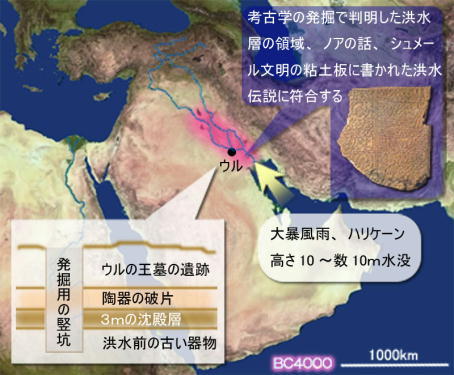 考古学の発掘で判明した洪水
層の領域、ノアの話、シュメール
文明の粘土板に書かれた洪水
伝説に符合する
ウル
大暴風雨、ハリケーン
高さ10～数10m水没
発掘用の竪坑
ウルの王墓の遺跡
陶器の破片
3mの沈殿層
洪水前の古い器物
BC4000
1000km